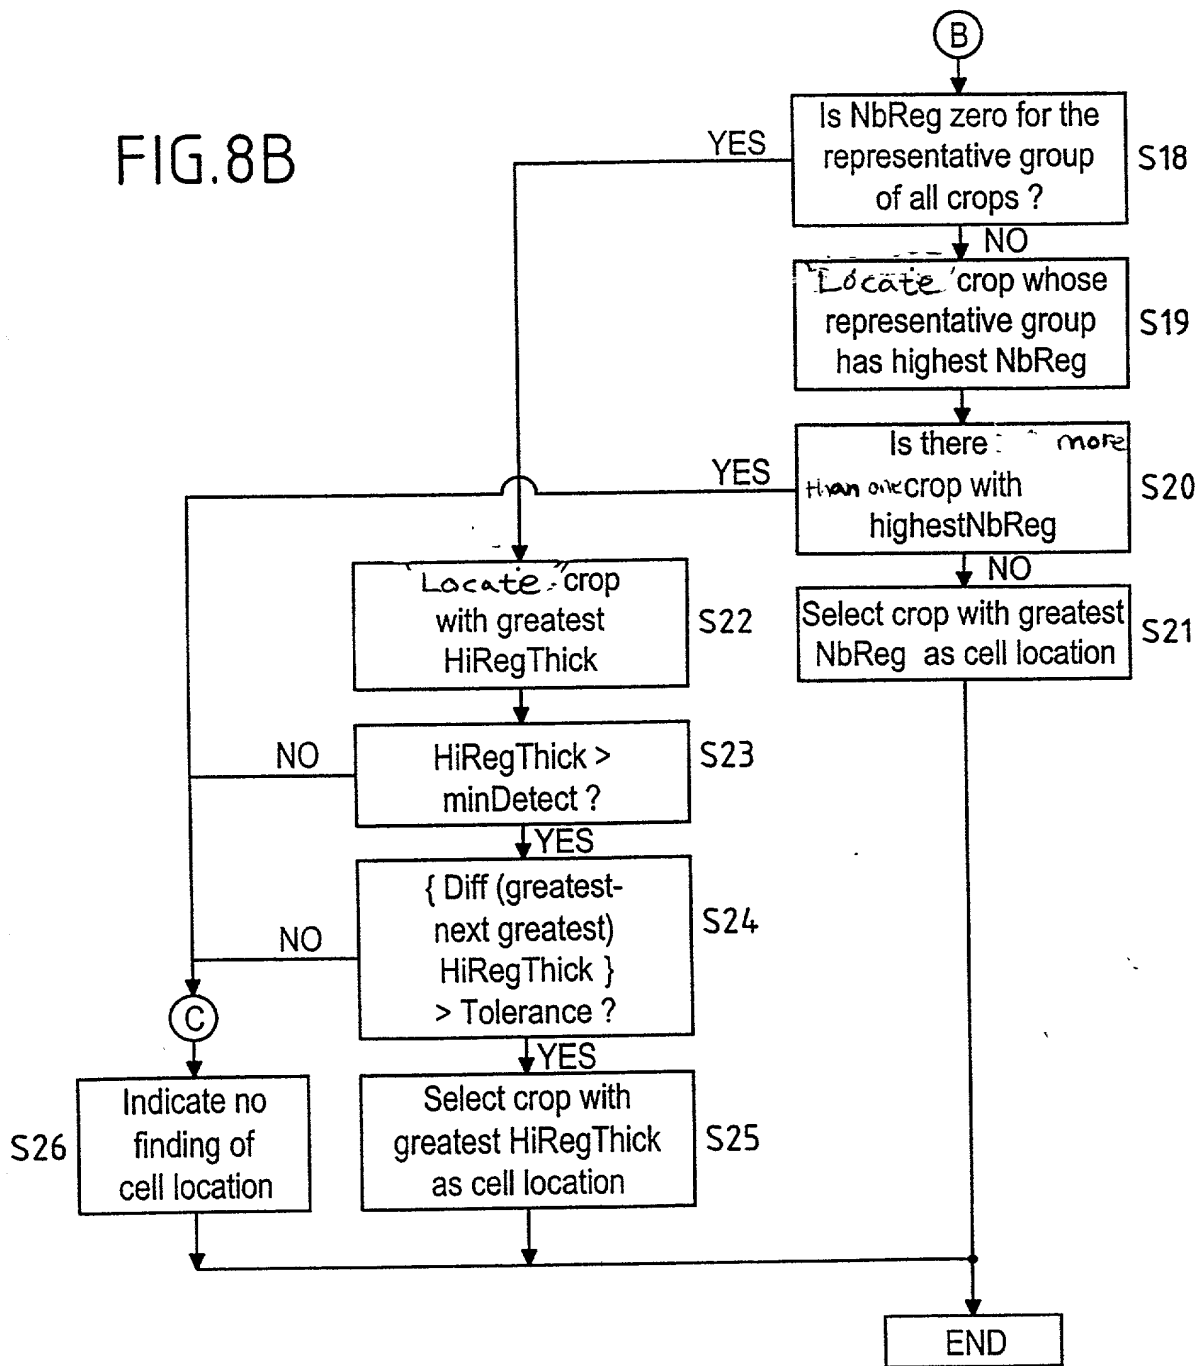 B
FIG.8B
Is NbReg zero for the
representative group
of all crops ?
S18
YES
NO
"Locate" crop whose
representative group
has highest NbReg
S19
Is there more
than one crop with
highestNbReg
S20
YES
NO
Select crop with greatest
NbReg as cell location
S21
"Locate" crop
with greatest
HiRegThick
S22
HiRegThick >
minDetect ?
S23
NO
YES
{ Diff (greatest-
next greatest)
HiRegThick }
> Tolerance ?
S24
NO
YES
C
Select crop with
greatest HiRegThick
as cell location
S25
Indicate no
finding of
cell location
S26
END